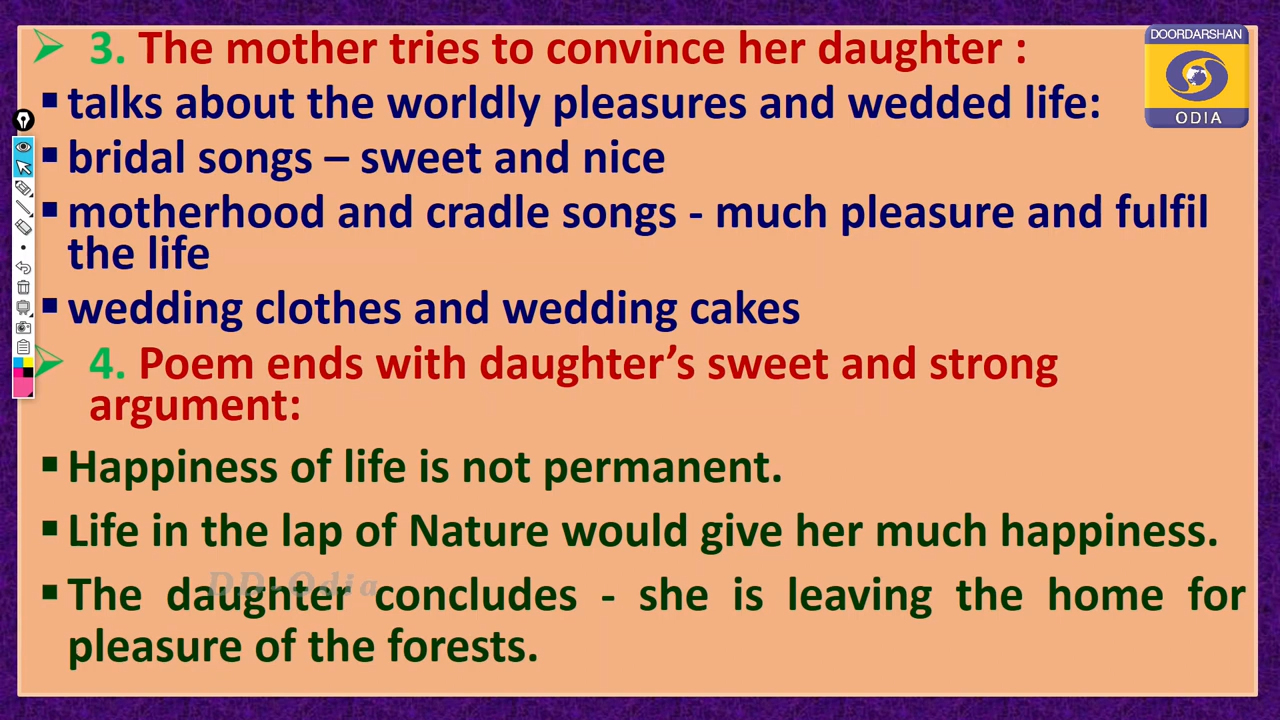 ➢ 3. The mother tries to convince her daughter :
DOORDARSHAN
ODIA
▪ talks about the worldly pleasures and wedded life:
▪ bridal songs – sweet and nice
▪ motherhood and cradle songs - much pleasure and fulfil
the life
▪ wedding clothes and wedding cakes
➢ 4. Poem ends with daughter’s sweet and strong
argument:
▪ Happiness of life is not permanent.
▪ Life in the lap of Nature would give her much happiness.
DD-Odia
▪ The daughter concludes - she is leaving the home for
pleasure of the forests.